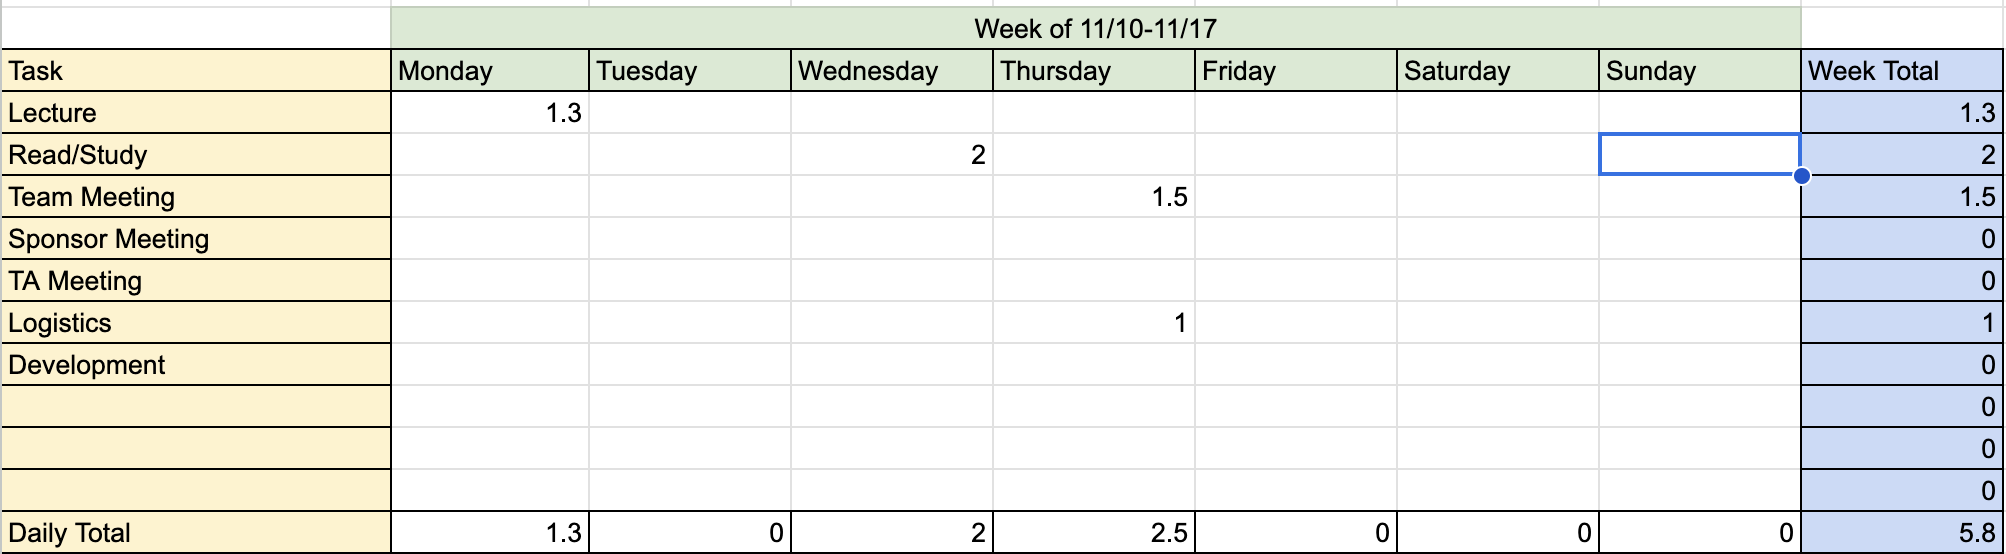 Week of 11/10-11/17
Task Monday Tuesday Wednesday Thursday Friday Saturday Sunday Week Total
Lecture 1.3 1.3
Read/Study 2 2
Team Meeting 1.5 1.5
Sponsor Meeting 0
TA Meeting 0
Logistics 1 1
Development 0
0
0
0
Daily Total 1.3 0 2 2.5 0 0 0 5.8